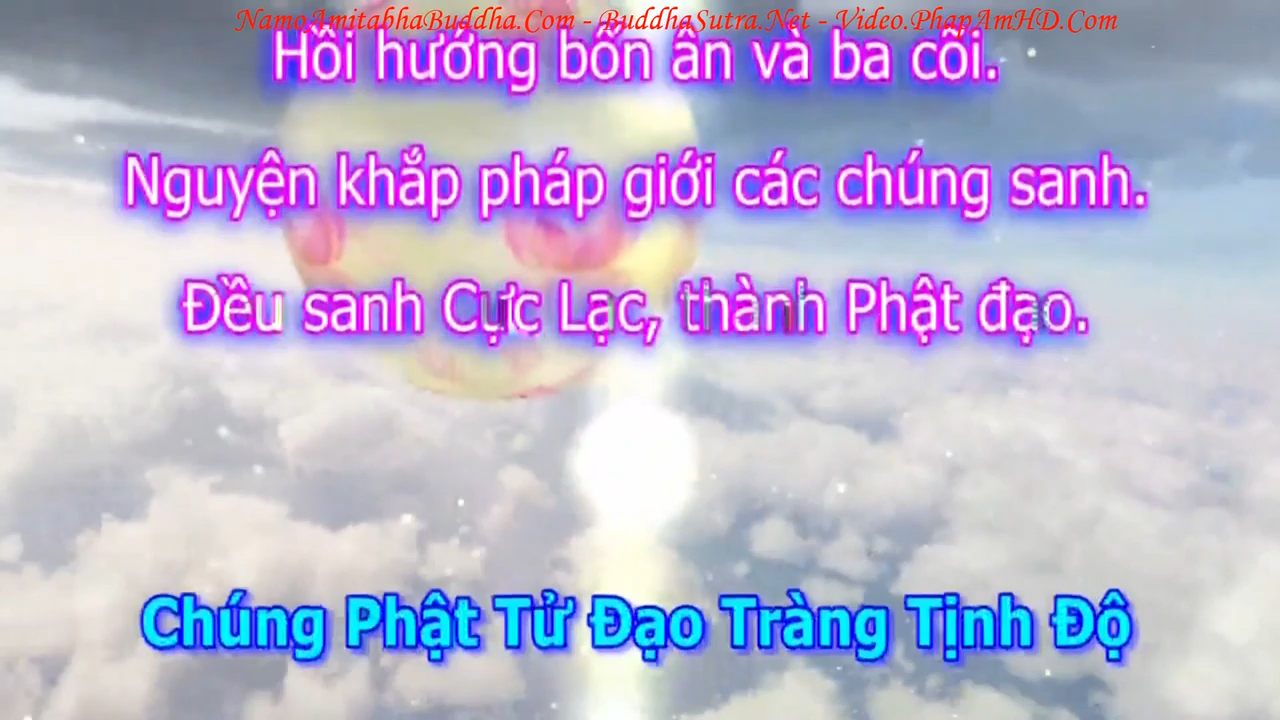 NamoAmitabhaBuddha.Com - BuddhaSutra.Net - Video.PhapAmHD.Com
Hồi hướng bốn ân và ba cõi.
Nguyện khắp pháp giới các chúng sanh.
Đều sanh Cực Lạc, thành Phật đạo.
Chúng Phật Tử Đạo Tràng Tịnh Độ